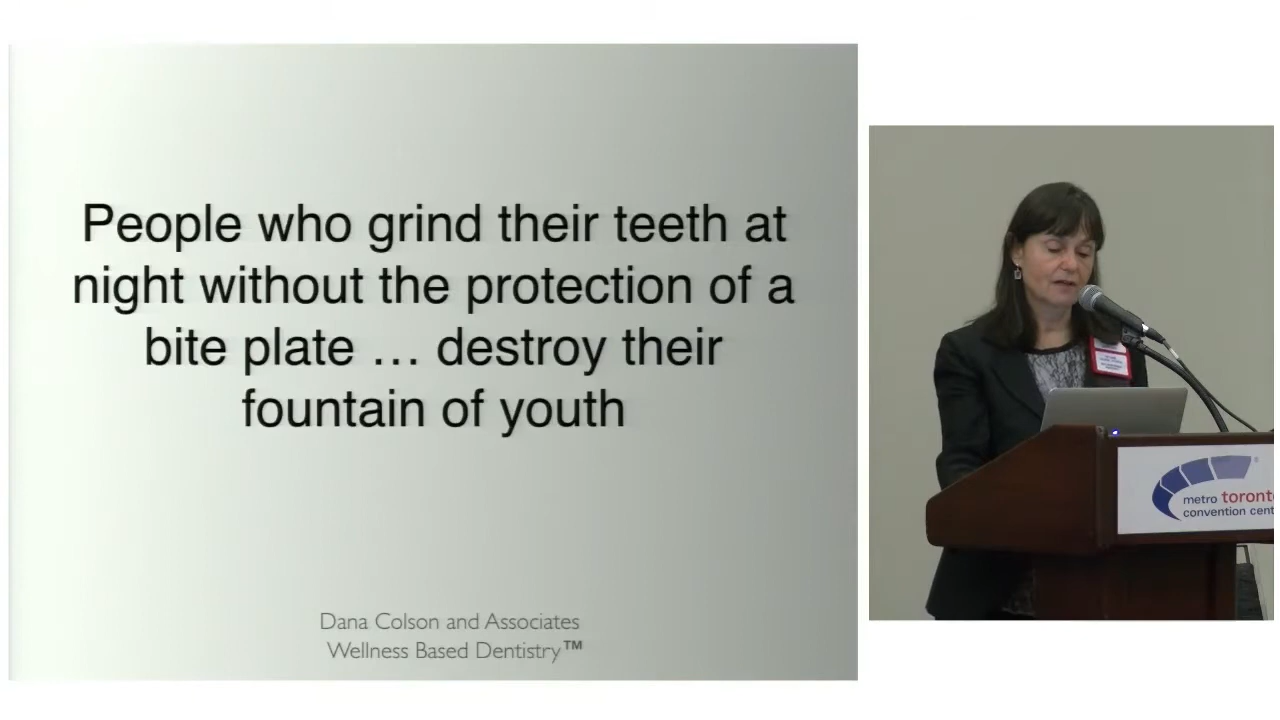 People who grind their teeth at
night without the protection of a
bite plate … destroy their
fountain of youth
Dana Colson and Associates
Wellness Based Dentistry™
metro toronto
convention cent